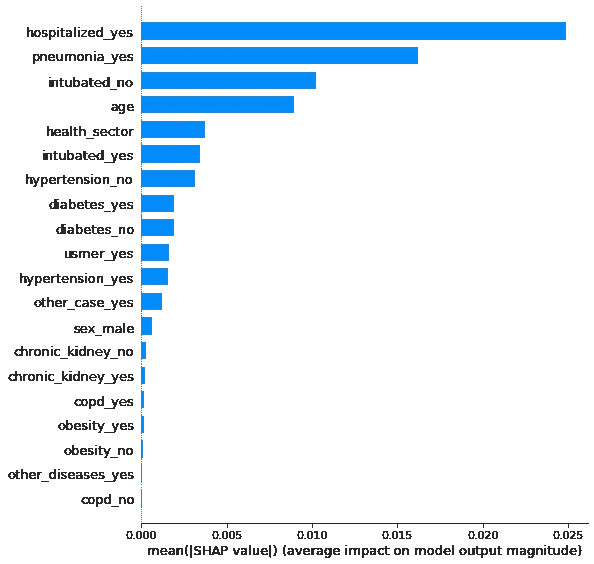 hospitalized_yes
pneumonia_yes
intubated_no
age
health_sector
intubated_yes
hypertension_no
diabetes_yes
diabetes_no
usmer_yes
hypertension_yes
other_case_yes
sex_male
chronic_kidney_no
chronic_kidney_yes
copd_yes
obesity_yes
obesity_no
other_diseases_yes
copd_no
0.000 0.005 0.010 0.015 0.020 0.025
mean(|SHAP value|) (average impact on model output magnitude)